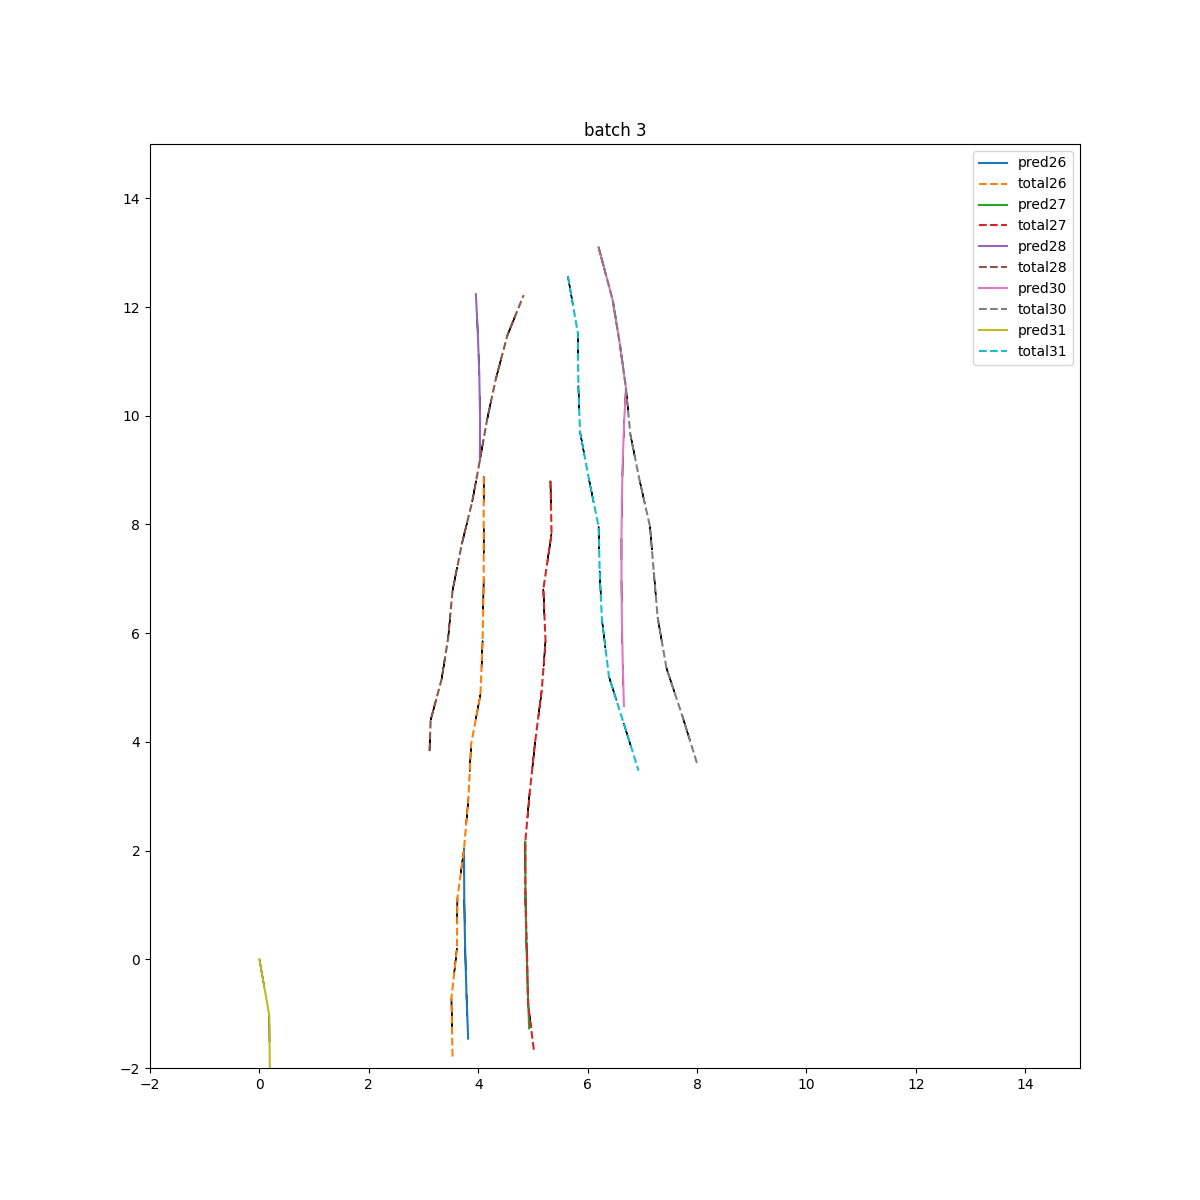 batch 3
pred26
total26
pred27
total27
pred28
total28
pred30
total30
pred31
total31
14
12
10
8
6
4
2
0
−2
−2 0 2 4 6 8 10 12 14